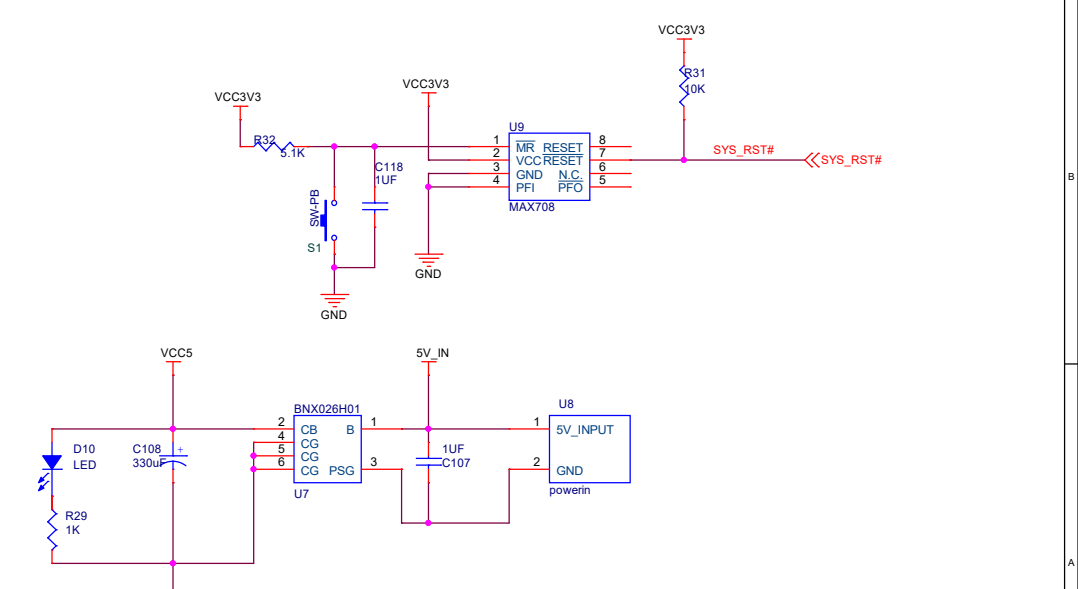 VCC3V3
R31
10K
VCC3V3
VCC3V3
R32
5.1K
C118
1UF
U9
1
2
3
4
MR
VCC
GND
PFI
RESET
RESET
N.C.
PFO
8
7
6
5
MAX708
SYS_RST#
SYS_RST#
B
SW-PB
S1
GND
GND
VCC5
5V_IN
BNX026H01
2
4
5
6
CB
CG
CG
CG
B
PSG
1
3
U7
U8
1
2
5V_INPUT
GND
powerin
1UF
C107
D10
LED
C108
330uF
+
R29
1K
A